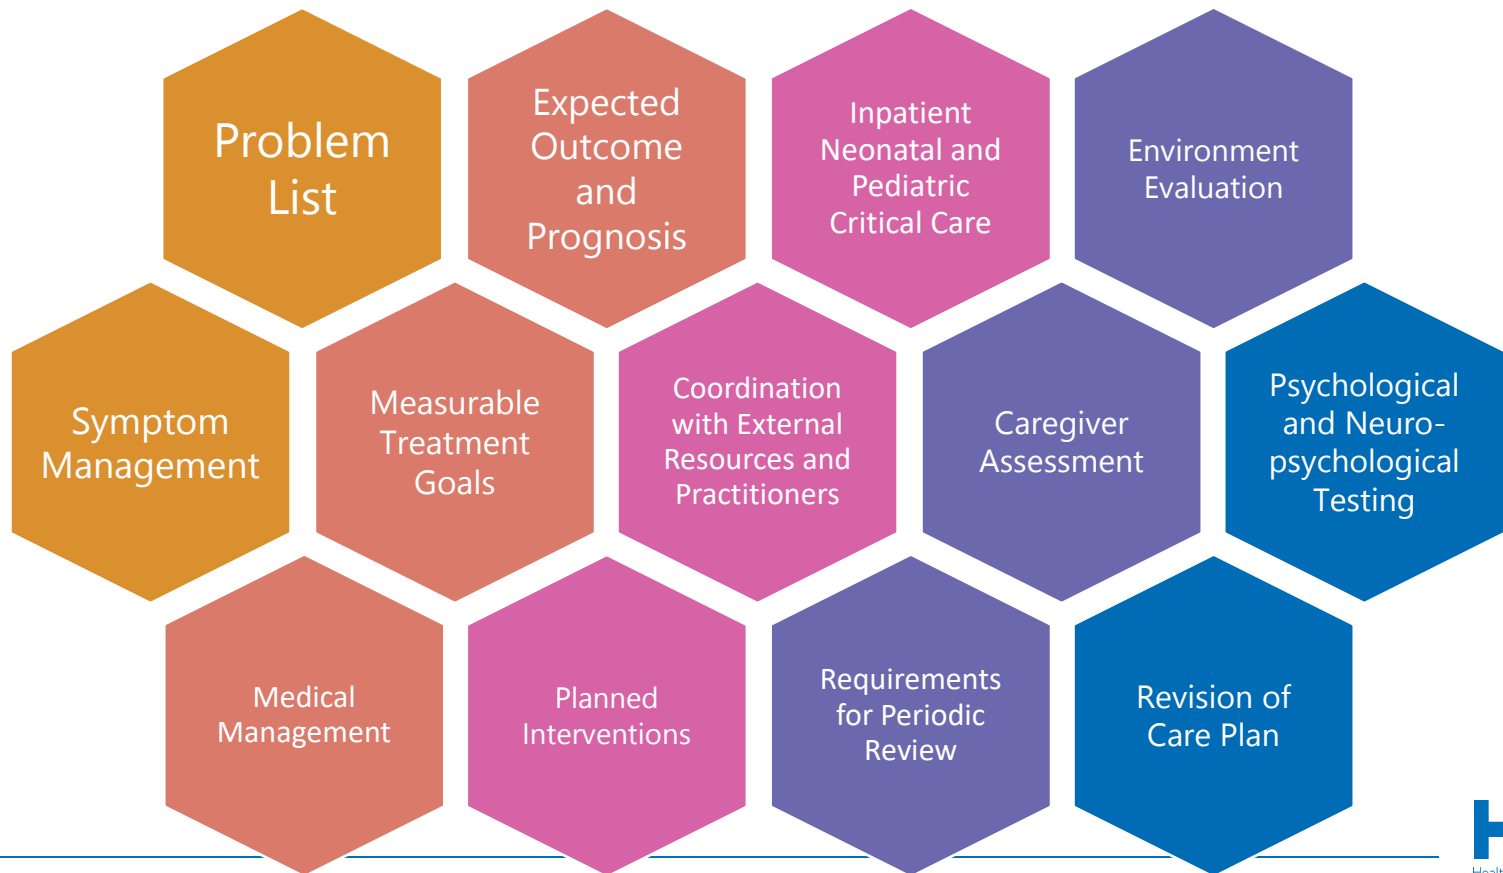 Problem
List
Expected
Outcome
and
Prognosis
Inpatient
Neonatal and
Pediatric
Critical Care
Environment
Evaluation
Symptom
Management
Measurable
Treatment
Goals
Coordination
with External
Resources and
Practitioners
Caregiver
Assessment
Psychological
and Neuro-
psychological
Testing
Medical
Management
Planned
Interventions
Requirements
for Periodic
Review
Revision of
Care Plan
H